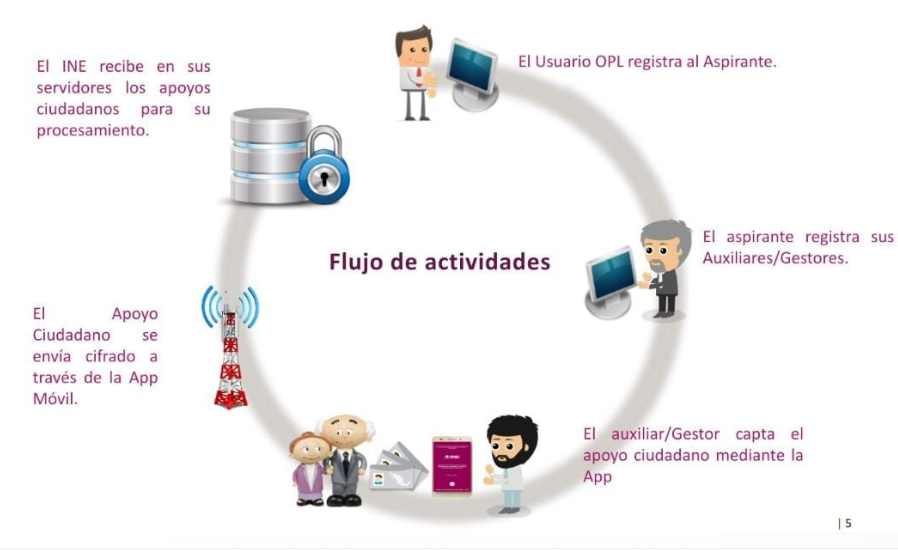 El Usuario OPL registra al Aspirante.
El aspirante registra sus
Auxiliares/Gestores.
El auxiliar/Gestor capta el
apoyo ciudadano mediante la
App
El Apoyo
Ciudadano se
envía cifrado a
través de la App
Móvil.
El INE recibe en sus
servidores los apoyos
ciudadanos para su
procesamiento.
Flujo de actividades
| 5